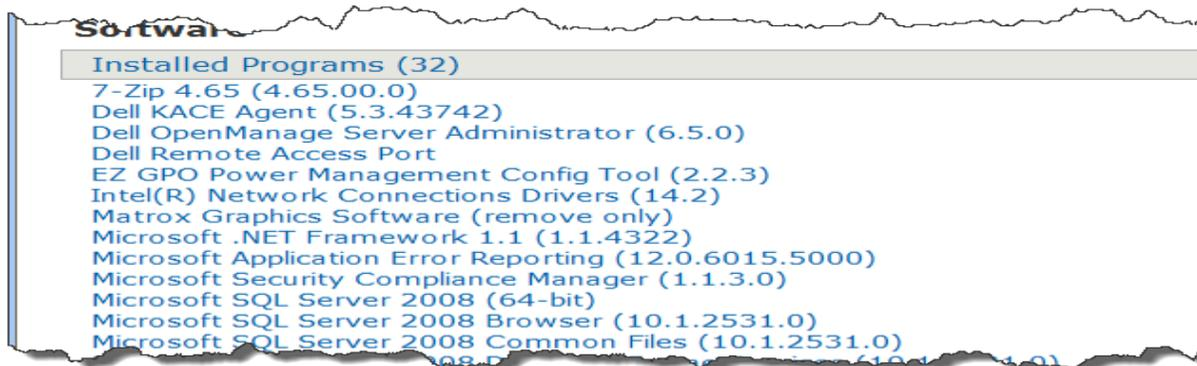 Software
Installed Programs (32)
7-Zip 4.65 (4.65.00.0)
Dell KACE Agent (5.3.43742)
Dell OpenManage Server Administrator (6.5.0)
Dell Remote Access Port
EZ GPO Power Management Config Tool (2.2.3)
Intel(R) Network Connections Drivers (14.2)
Matrox Graphics Software (remove only)
Microsoft .NET Framework 1.1 (1.1.4322)
Microsoft Application Error Reporting (12.0.6015.5000)
Microsoft Security Compliance Manager (1.1.3.0)
Microsoft SQL Server 2008 (64-bit)
Microsoft SQL Server 2008 Browser (10.1.2531.0)
Microsoft SQL Server 2008 Common Files (10.1.2531.0)